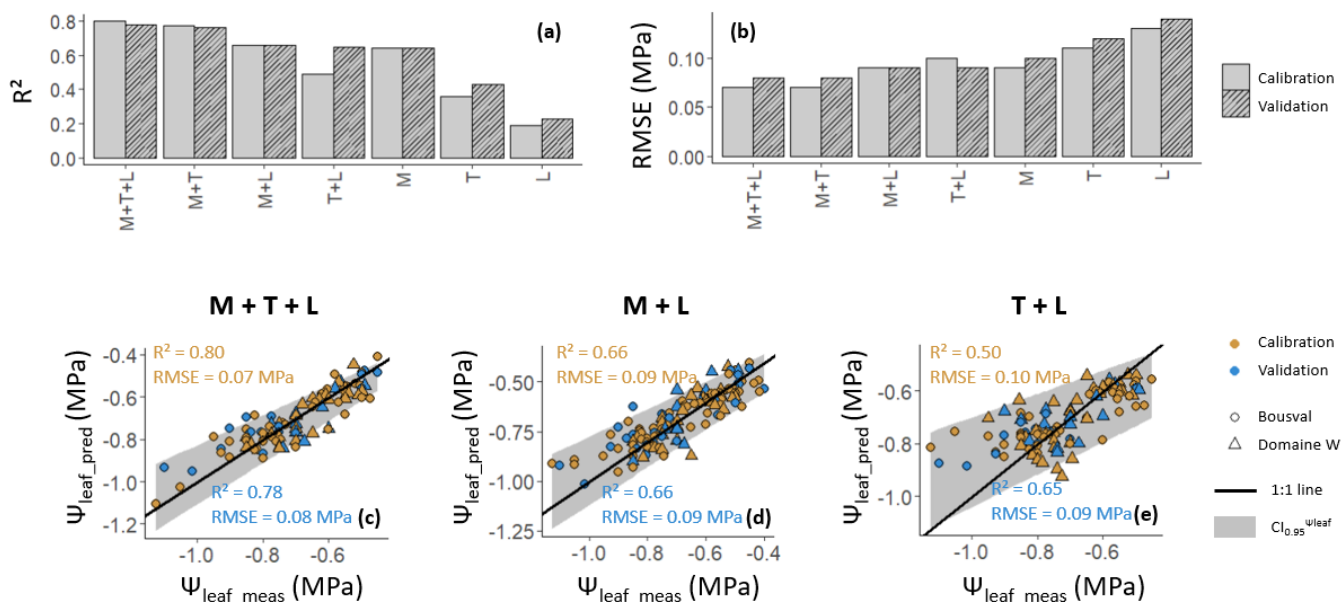 (a)
R²
0.8
0.6
0.4
0.2
0.0
M+T+L
M+T
M+L
T+L
M
T
L
(b)
RMSE (MPa)
0.10
0.05
0.00
M+T+L
M+T
M+L
T+L
M
T
L
Calibration
Validation
M + T + L
Ψleaf_pred (MPa)
-0.4
-0.6
-0.8
-1.0
-1.2
R² = 0.80
RMSE = 0.07 MPa
R² = 0.78
RMSE = 0.08 MPa
(c)
-1.0
-0.8
-0.6
Ψleaf_meas (MPa)
M + L
Ψleaf_pred (MPa)
-0.50
-0.75
-1.00
-1.25
R² = 0.66
RMSE = 0.09 MPa
R² = 0.66
RMSE = 0.09 MPa
(d)
-1.0
-0.8
-0.6
-0.4
Ψleaf_meas (MPa)
T + L
Ψleaf_pred (MPa)
-0.6
-0.8
-1.0
R² = 0.50
RMSE = 0.10 MPa
R² = 0.65
RMSE = 0.09 MPa
(e)
-1.0
-0.8
-0.6
Ψleaf_meas (MPa)
Calibration
Validation
Bousval
Domaine W
1:1 line
CI0.95Ψleaf